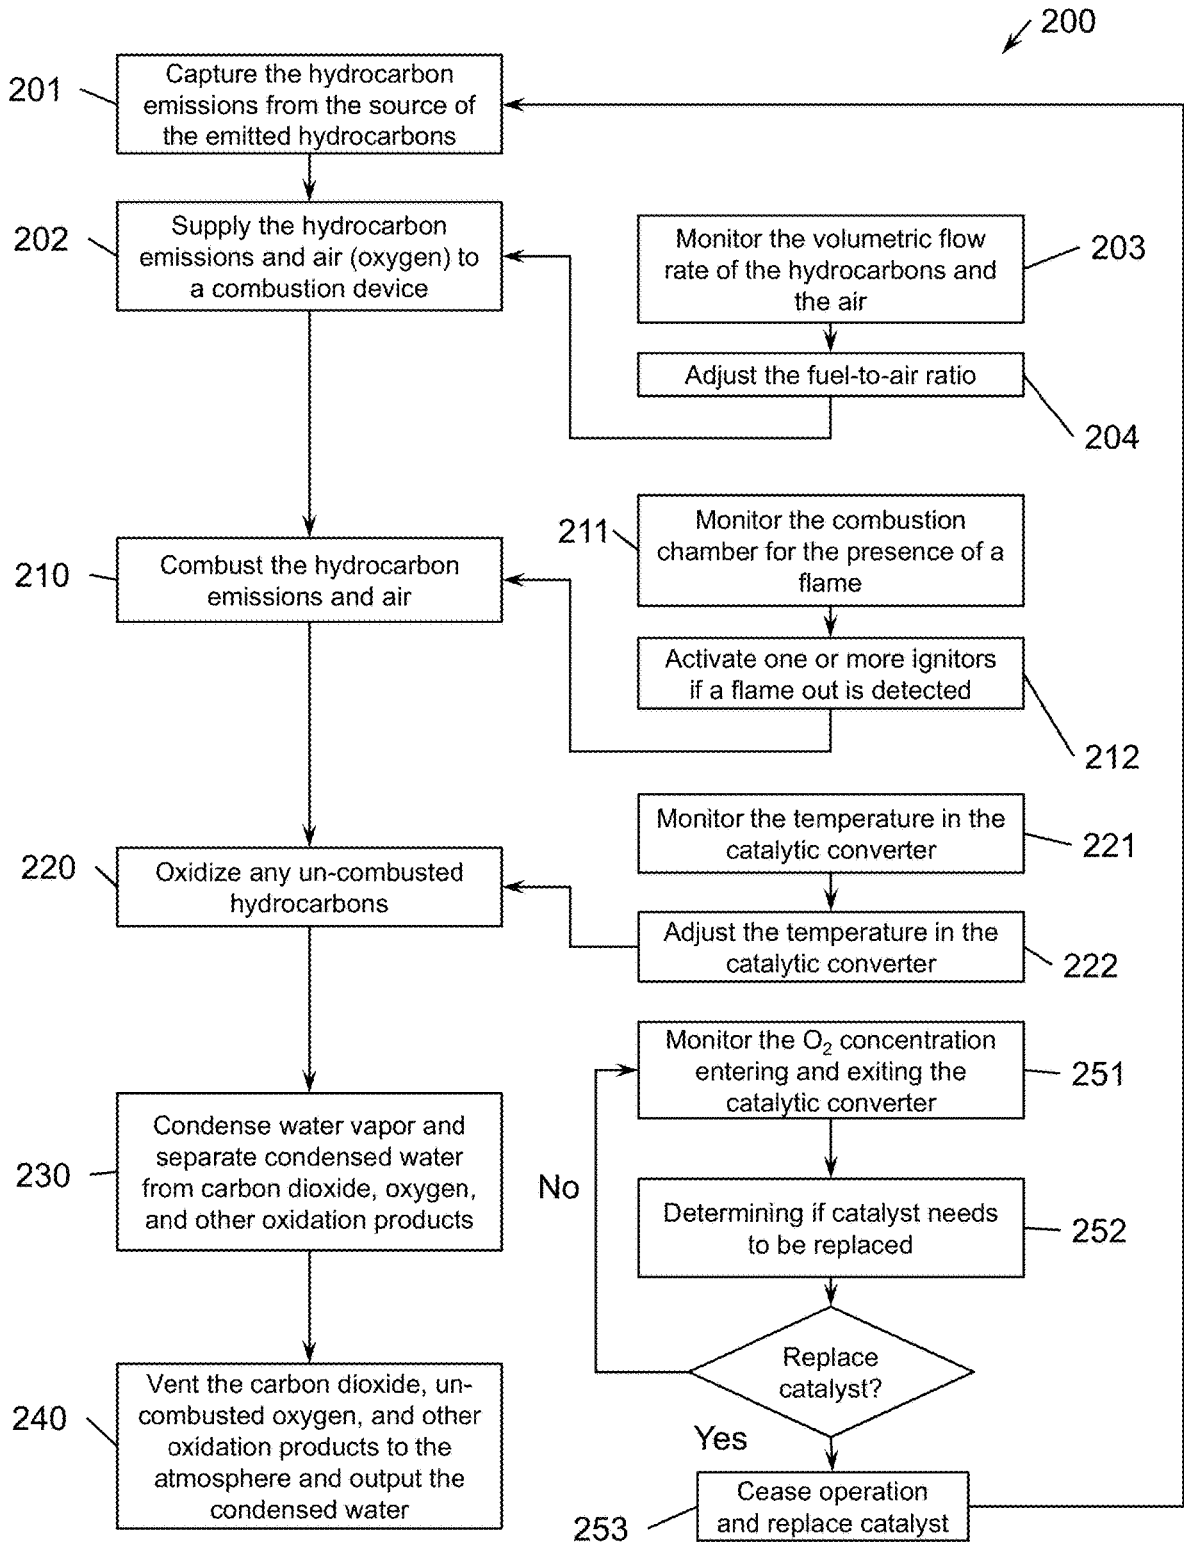 200
201
Capture the hydrocarbon
emissions from the source of
the emitted hydrocarbons
202
Supply the hydrocarbon
emissions and air (oxygen) to
a combustion device
Monitor the volumetric flow
rate of the hydrocarbons and
the air
203
Adjust the fuel-to-air ratio
204
210
Combust the hydrocarbon
emissions and air
211
Monitor the combustion
chamber for the presence of a
flame
Activate one or more ignitors
if a flame out is detected
212
220
Oxidize any un-combusted
hydrocarbons
Monitor the temperature in the
catalytic converter
221
Adjust the temperature in the
catalytic converter
222
Monitor the O₂ concentration
entering and exiting the
catalytic converter
251
230
Condense water vapor and
separate condensed water
from carbon dioxide, oxygen,
and other oxidation products
No
Determining if catalyst needs
to be replaced
252
Replace
catalyst?
240
Vent the carbon dioxide, un-
combusted oxygen, and other
oxidation products to the
atmosphere and output the
condensed water
Yes
253
Cease operation
and replace catalyst